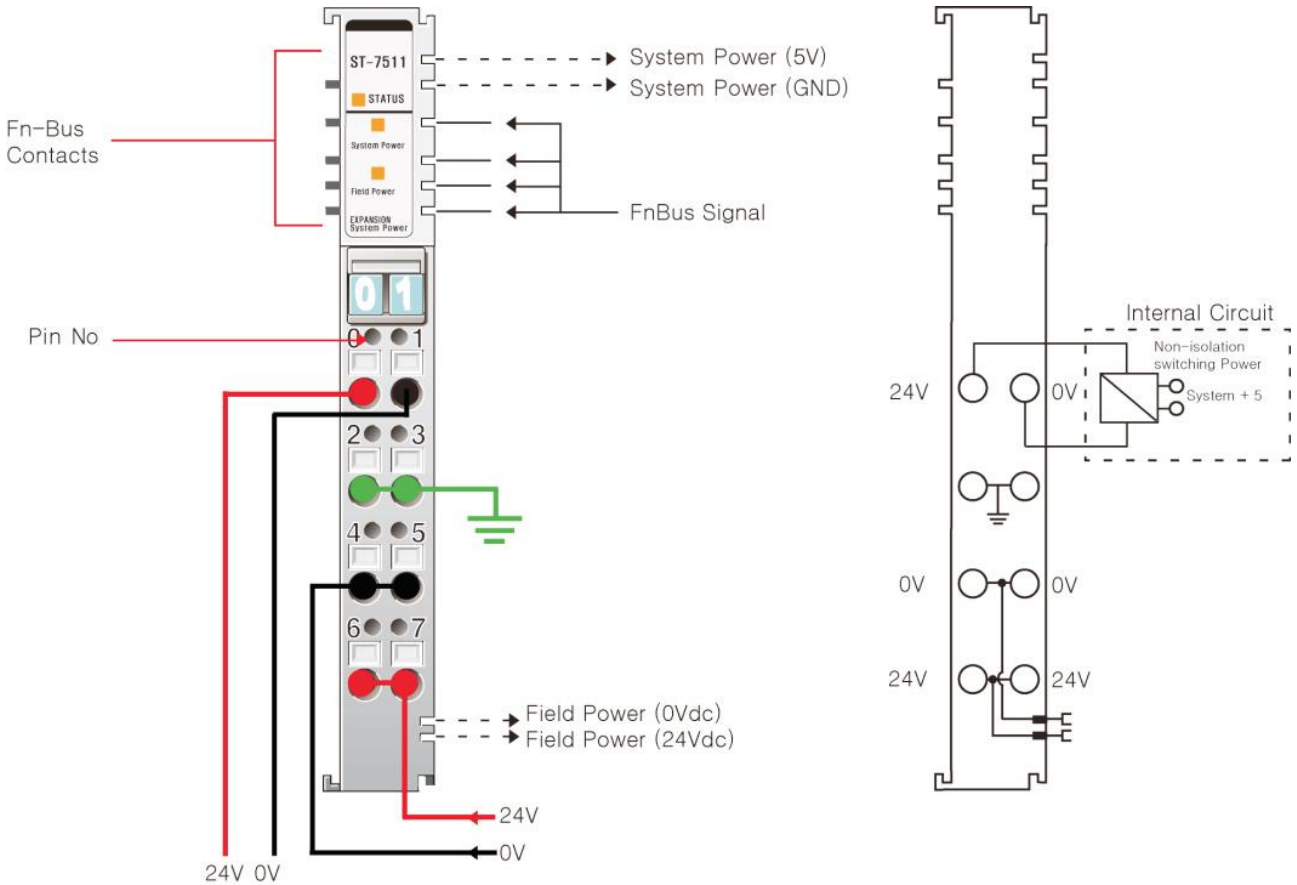 ST-7511
STATUS
System Power
Field Power
EXPANSION
System Power
System Power (5V)
System Power (GND)
Fn-Bus
Contacts
FnBus Signal
0 1
Pin No
0 1
2 3
4 5
6 7
Field Power (0Vdc)
Field Power (24Vdc)
24V
0V
24V 0V
Internal Circuit
Non-isolation
switching Power
System + 5
24V 0V
0V 0V
24V 24V